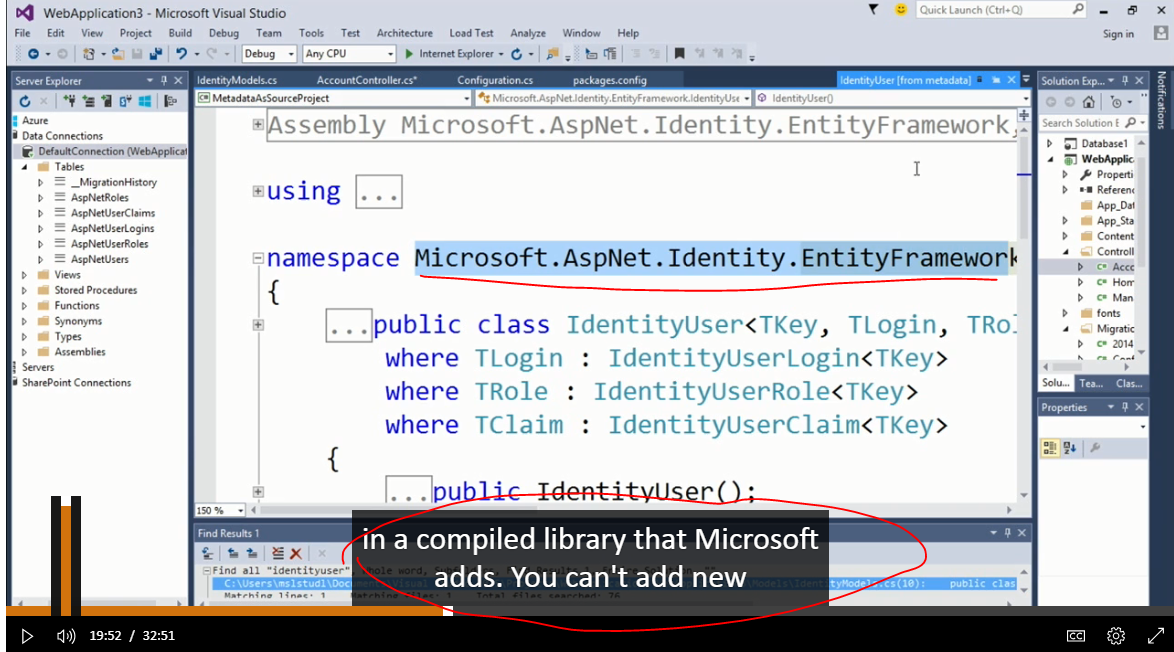 WebApplication3 - Microsoft Visual Studio
Quick Launch (Ctrl+Q)
File Edit View Project Build Debug Team Tools Test Architecture Load Test Analyze Window Help
Sign in
Debug Any CPU Internet Explorer
Server Explorer
Azure
Data Connections
DefaultConnection (WebApplicat
Tables
__MigrationHistory
AspNetRoles
AspNetUserClaims
AspNetUserLogins
AspNetUserRoles
AspNetUsers
Views
Stored Procedures
Functions
Synonyms
Types
Assemblies
Servers
SharePoint Connections
IdentityModels.cs AccountController.cs* Configuration.cs packages.config IdentityUser [from metadata]
MetadataAsSourceProject Microsoft.AspNet.Identity.EntityFramework.IdentityUse IdentityUser()
Assembly Microsoft.AspNet.Identity.EntityFramework,
using ...
namespace Microsoft.AspNet.Identity.EntityFramework
{
...public class IdentityUser<TKey, TLogin, TRol
where TLogin : IdentityUserLogin<TKey>
where TRole : IdentityUserRole<TKey>
where TClaim : IdentityUserClaim<TKey>
{
...public IdentityUser();
150 %
Solution Exp...
Search Solution E
Database1
WebApplic
Properti
Referenc
App_Dat
App_Sta
Content
Controll
Acco
Hom
Man
fonts
Migratic
2014
Conf
Solu... Tea... Clas...
Properties
Notifications
Find Results 1
Find all "identityuser",
C:\Users\mslstud1\Docum
Models\IdentityModels.cs(10): public clas
Matching lines: 1 Matching files: 1 Total files searched: 76
in a compiled library that Microsoft
adds. You can't add new
19:52 / 32:51
CC